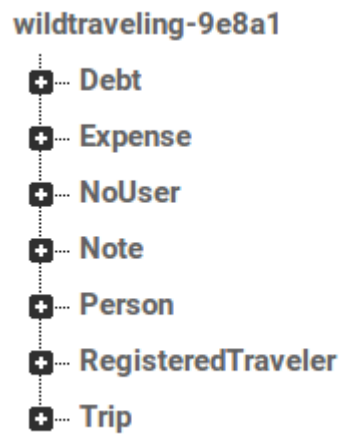 wildtraveling-9e8a1
Debt
Expense
NoUser
Note
Person
RegisteredTraveler
Trip